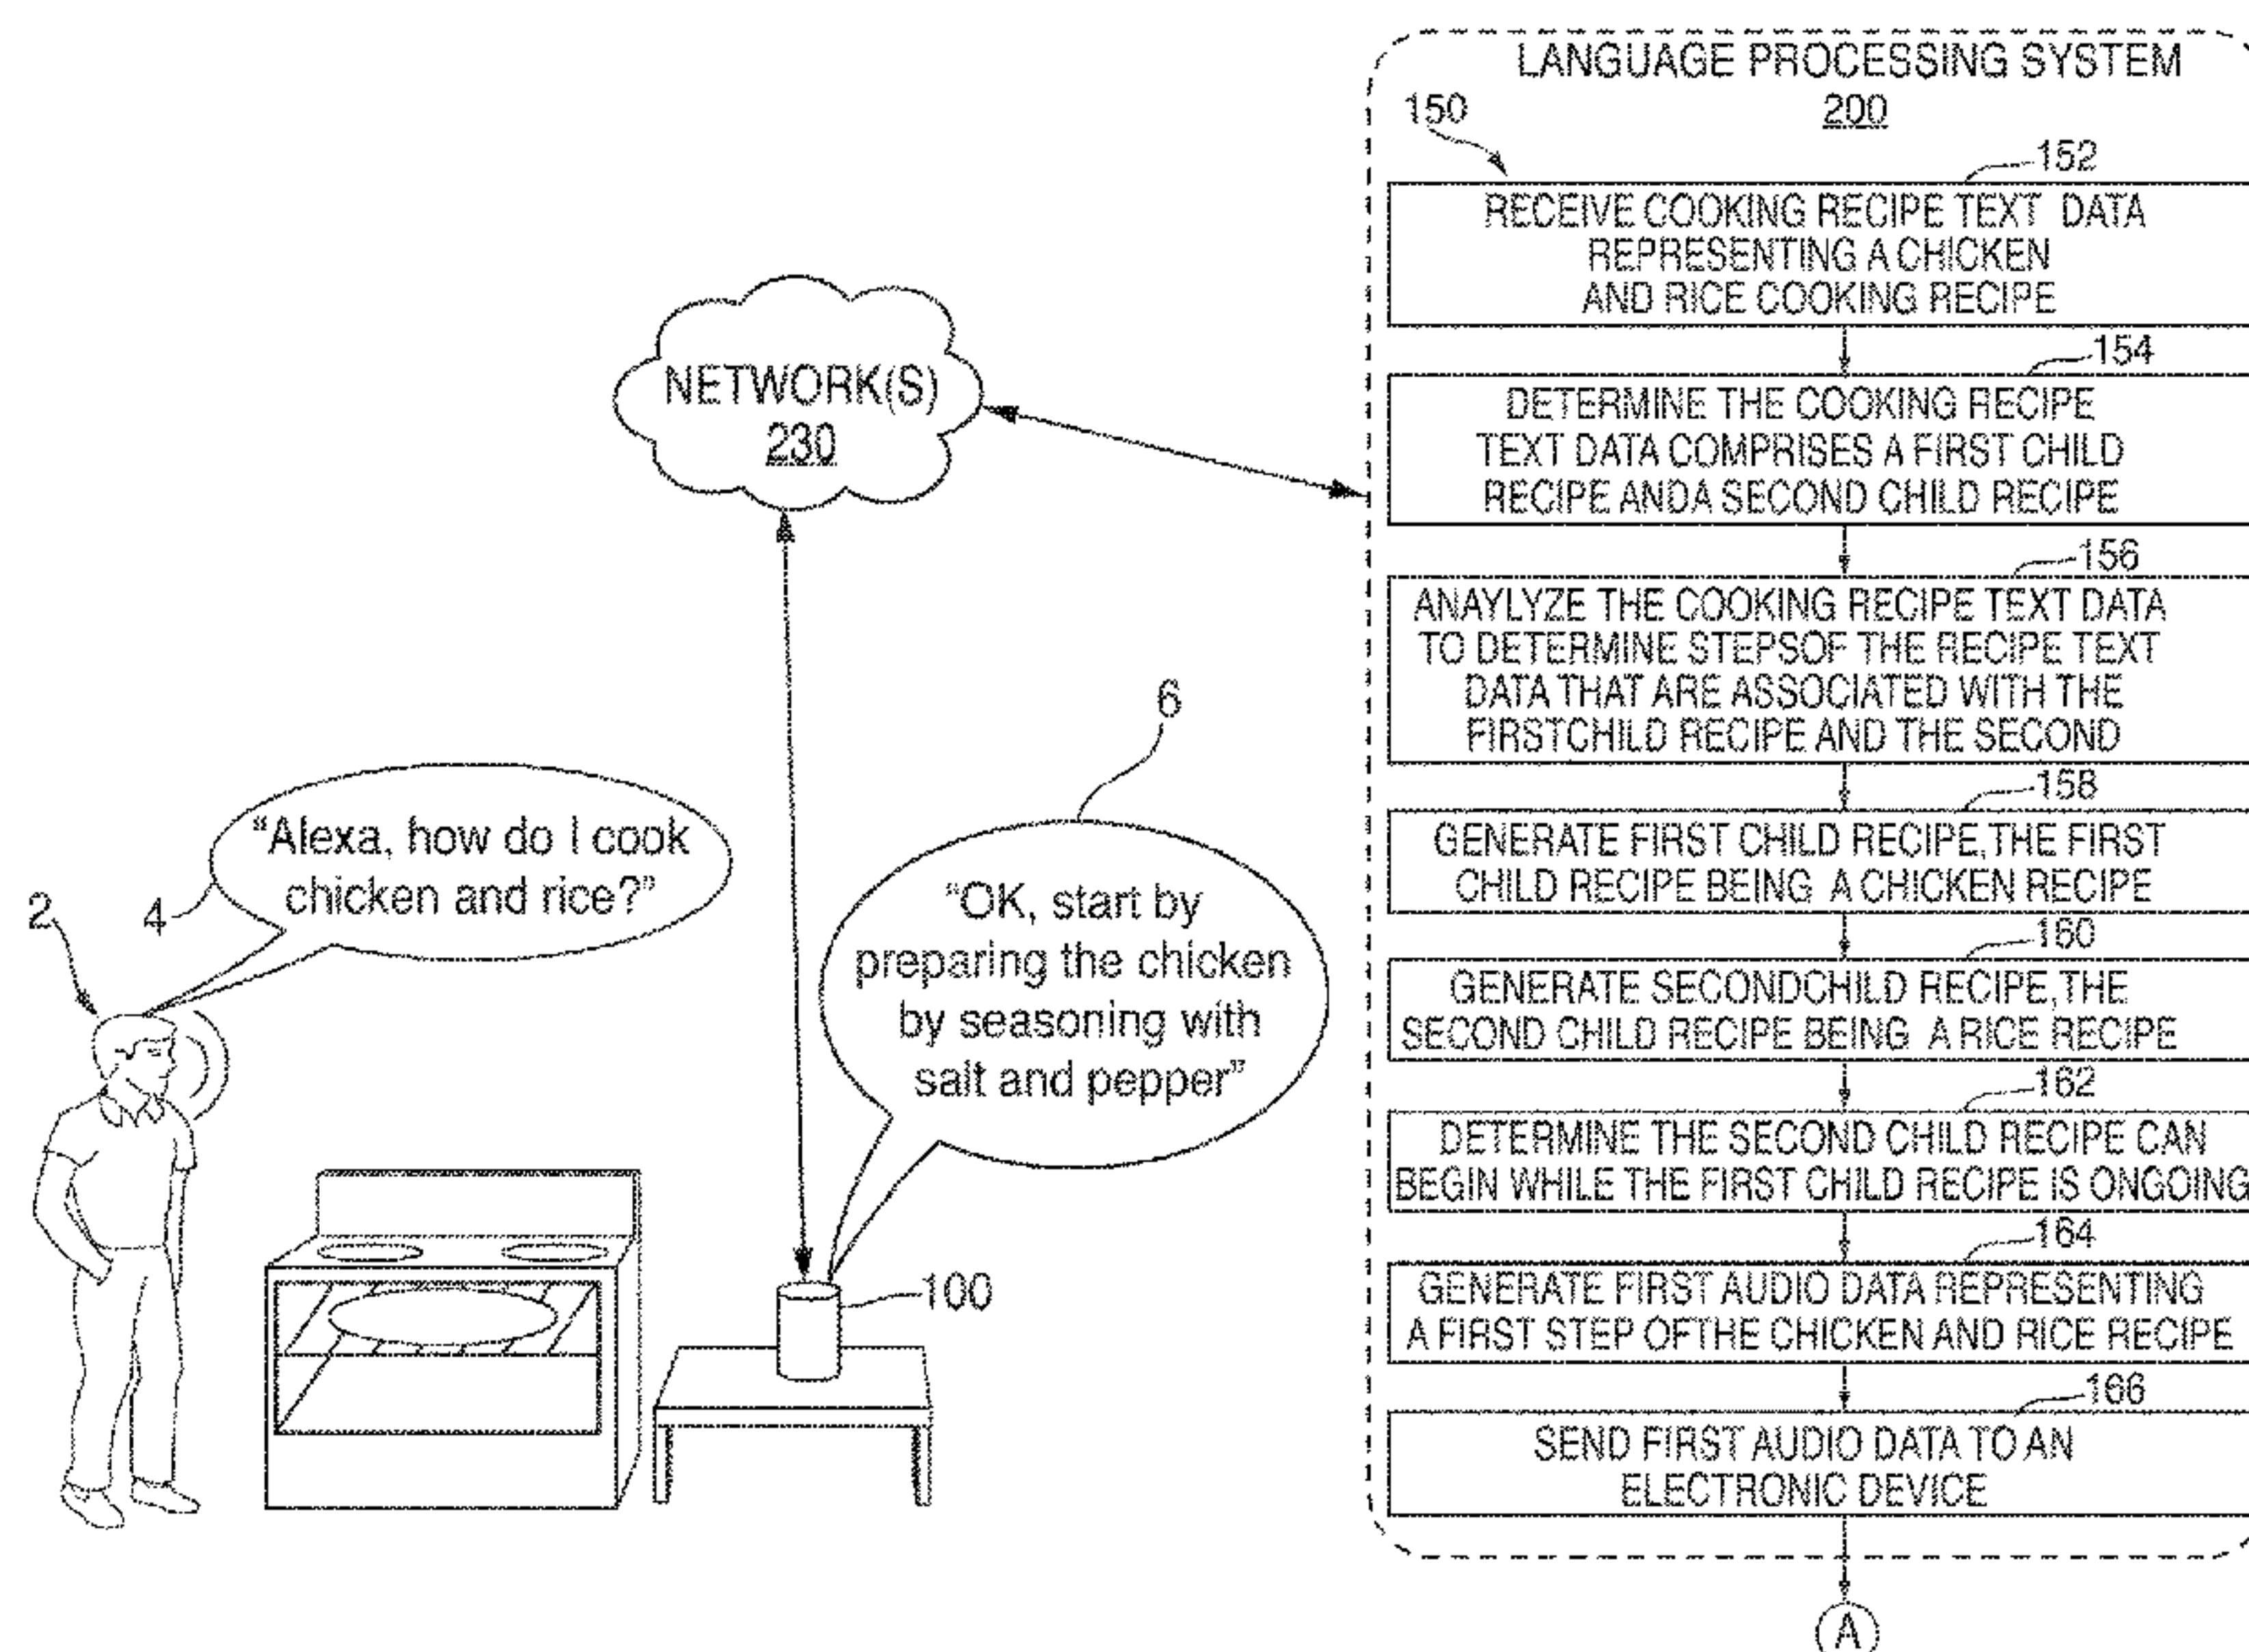 LANGUAGE PROCESSING SYSTEM
200
150
152
RECEIVE COOKING RECIPE TEXT DATA
REPRESENTING A CHICKEN
AND RICE COOKING RECIPE
154
DETERMINE THE COOKING RECIPE
TEXT DATA COMPRISES A FIRST CHILD
RECIPE ANDA SECOND CHILD RECIPE
156
ANAYLYZE THE COOKING RECIPE TEXT DATA
TO DETERMINE STEPSOF THE RECIPE TEXT
DATA THAT ARE ASSOCIATED WITH THE
FIRSTCHILD RECIPE AND THE SECOND
158
GENERATE FIRST CHILD RECIPE,THE FIRST
CHILD RECIPE BEING A CHICKEN RECIPE
160
GENERATE SECONDCHILD RECIPE,THE
SECOND CHILD RECIPE BEING A RICE RECIPE
162
DETERMINE THE SECOND CHILD RECIPE CAN
BEGIN WHILE THE FIRST CHILD RECIPE IS ONGOING
164
GENERATE FIRST AUDIO DATA REPRESENTING
A FIRST STEP OFTHE CHICKEN AND RICE RECIPE
166
SEND FIRST AUDIO DATA TO AN
ELECTRONIC DEVICE
A
NETWORK(S)
230
6
"Alexa, how do I cook
chicken and rice?"
2
4
"OK, start by
preparing the chicken
by seasoning with
salt and pepper"
100